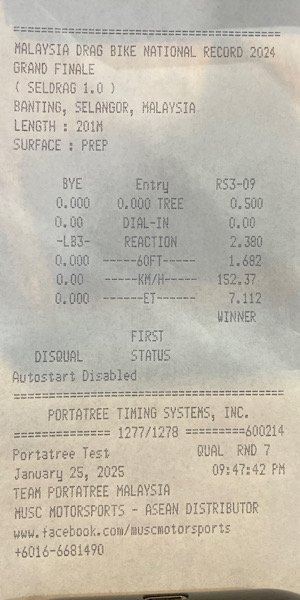 MALAYSIA DRAG BIKE NATIONAL RECORD 2024
GRAND FINALE
( SELDRAG 1.0 )
BANTING, SELANGOR, MALAYSIA
LENGTH : 201M
SURFACE : PREP
BYE Entry RS3-09
0.000 0.000 TREE 0.500
0.00 DIAL-IN 0.00
-LB3- REACTION 2.380
0.000 -----60FT----- 1.682
0.00 -----KM/H----- 152.37
0.000 -------ET------ 7.112
WINNER
FIRST
DISQUAL STATUS
Autostart Disabled
PORTATREE TIMING SYSTEMS, INC.
============= 1277/1278 =========600214
Portatree Test QUAL RND 7
January 25, 2025 09:47:42 PM
TEAM PORTATREE MALAYSIA
MUSC MOTORSPORTS - ASEAN DISTRIBUTOR
www.facebook.com/muscmotorsports
+6016-6681490